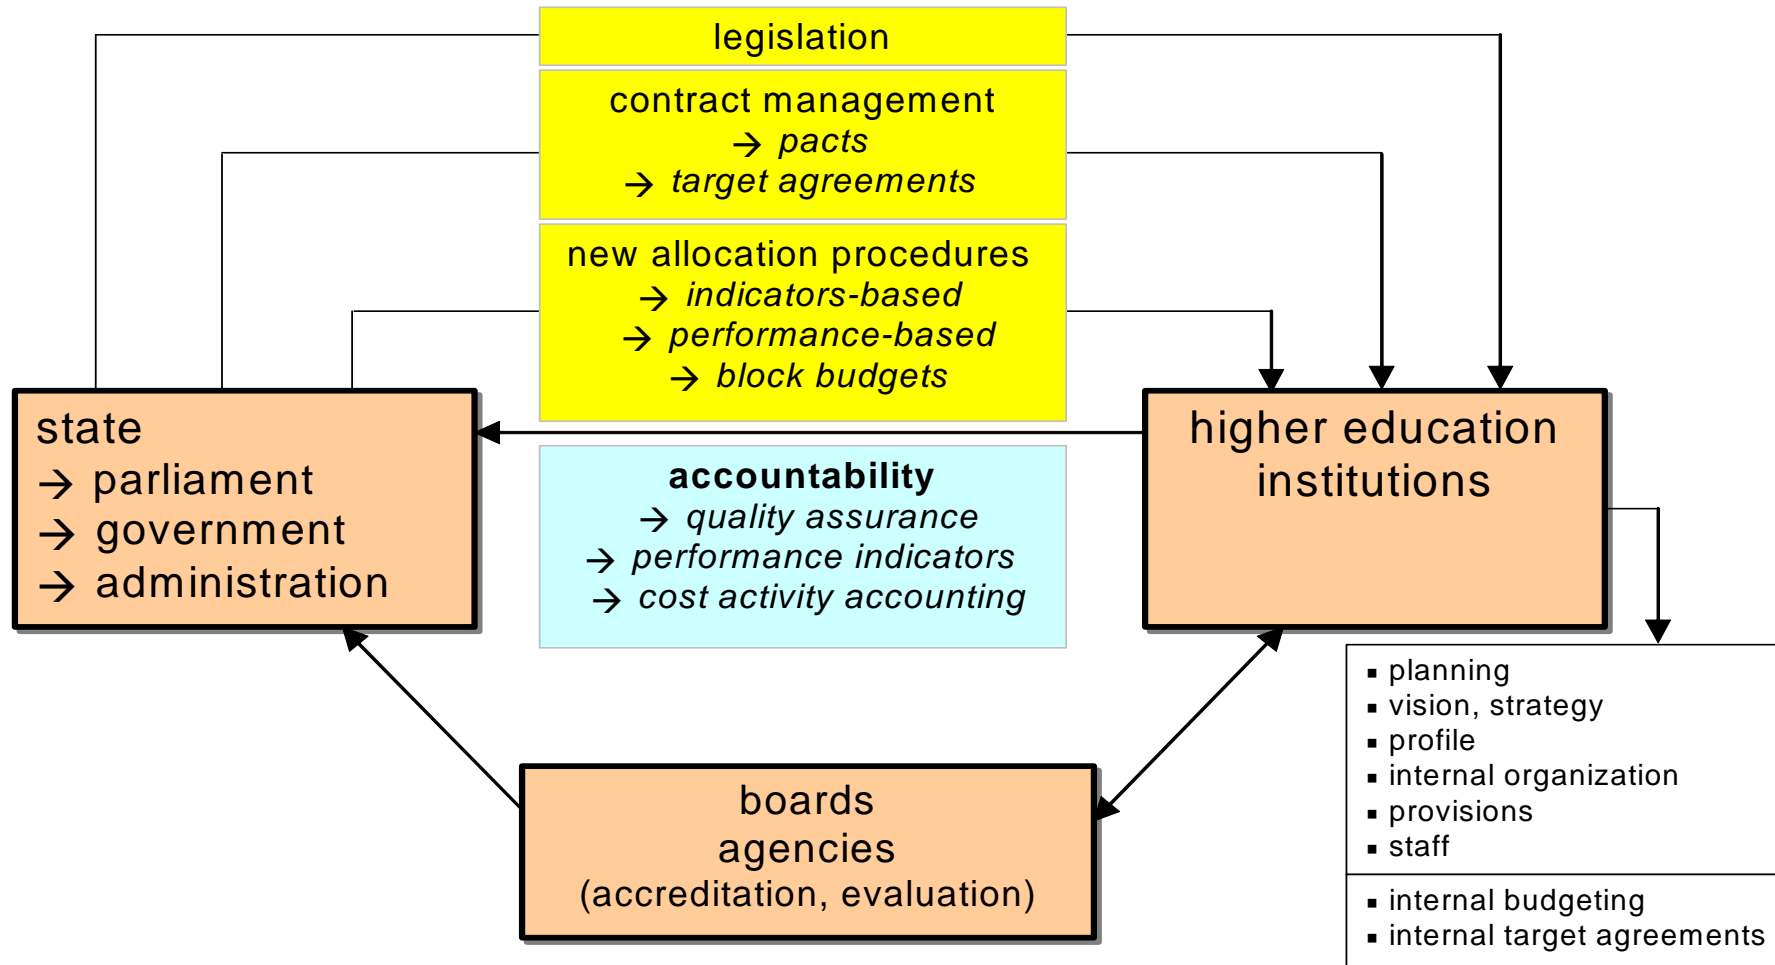 legislation
contract management
→ pacts
→ target agreements
new allocation procedures
→ indicators-based
→ performance-based
→ block budgets
state
→ parliament
→ government
→ administration
higher education
institutions
accountability
→ quality assurance
→ performance indicators
→ cost activity accounting
boards
agencies
(accreditation, evaluation)
▪ planning
▪ vision, strategy
▪ profile
▪ internal organization
▪ provisions
▪ staff
▪ internal budgeting
▪ internal target agreements